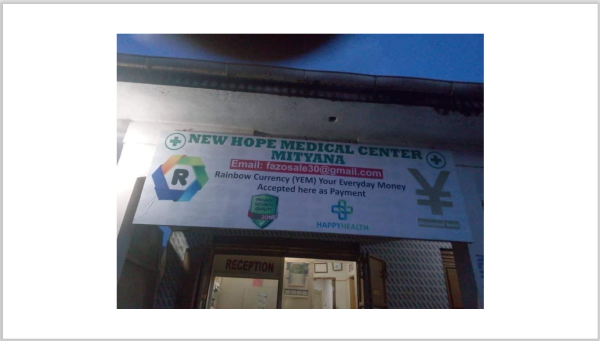 NEW HOPE MEDICAL CENTER
MITYANA
Email: fazosale30@gmail.com
Rainbow Currency (YEM) Your Everyday Money
Accepted here as Payment
R
¥
HAPPYHEALTH
RECEPTION